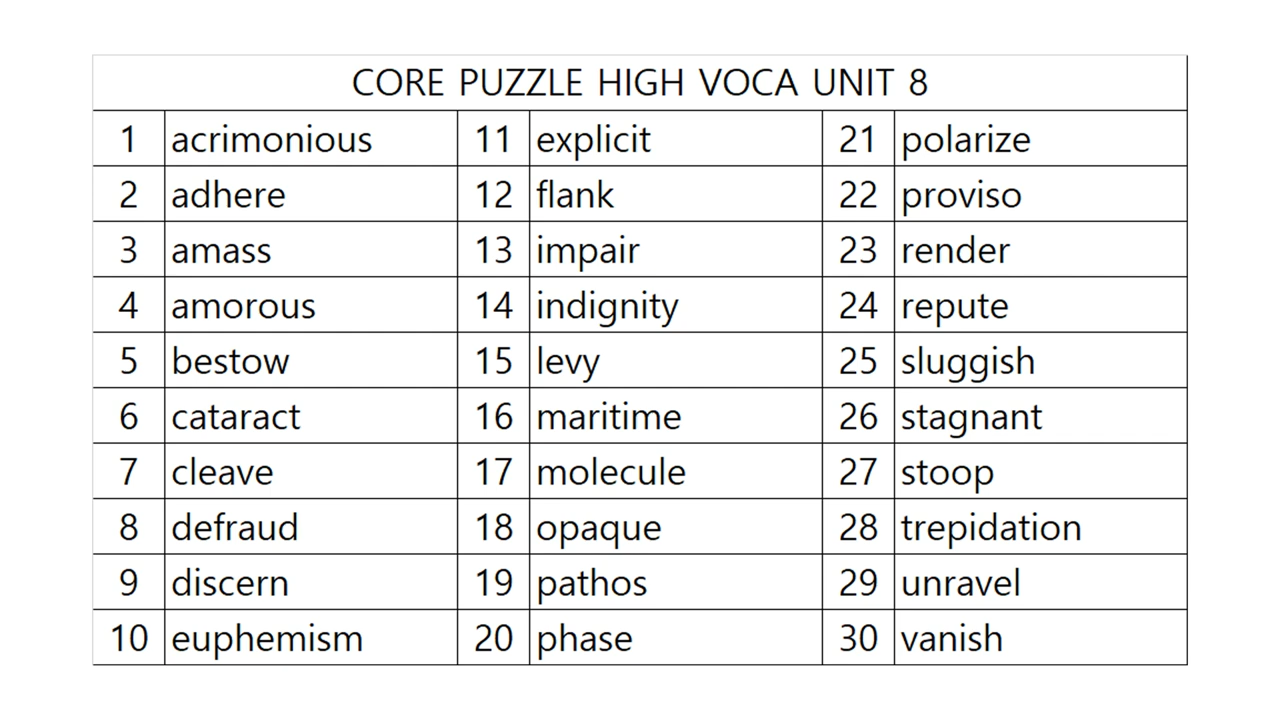 CORE PUZZLE HIGH VOCA UNIT 8
1 acrimonious 11 explicit 21 polarize
2 adhere 12 flank 22 proviso
3 amass 13 impair 23 render
4 amorous 14 indignity 24 repute
5 bestow 15 levy 25 sluggish
6 cataract 16 maritime 26 stagnant
7 cleave 17 molecule 27 stoop
8 defraud 18 opaque 28 trepidation
9 discern 19 pathos 29 unravel
10 euphemism 20 phase 30 vanish